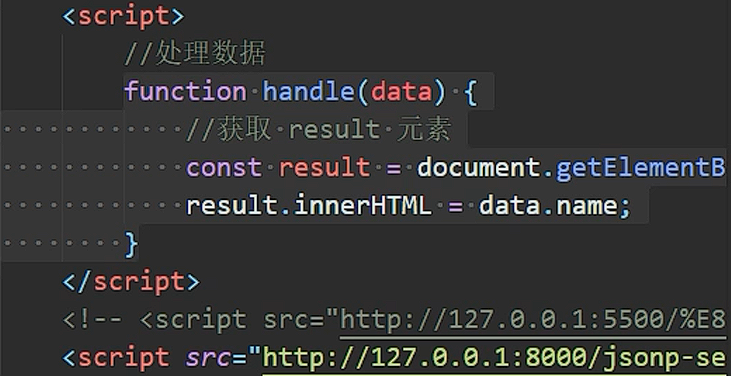 <script>
//处理数据
function handle(data) {
//获取 result 元素
const result = document.getElementB
result.innerHTML = data.name;
}
</script>
<!-- <script src="http://127.0.0.1:5500/%E8
<script src="http://127.0.0.1:8000/jsonp-se